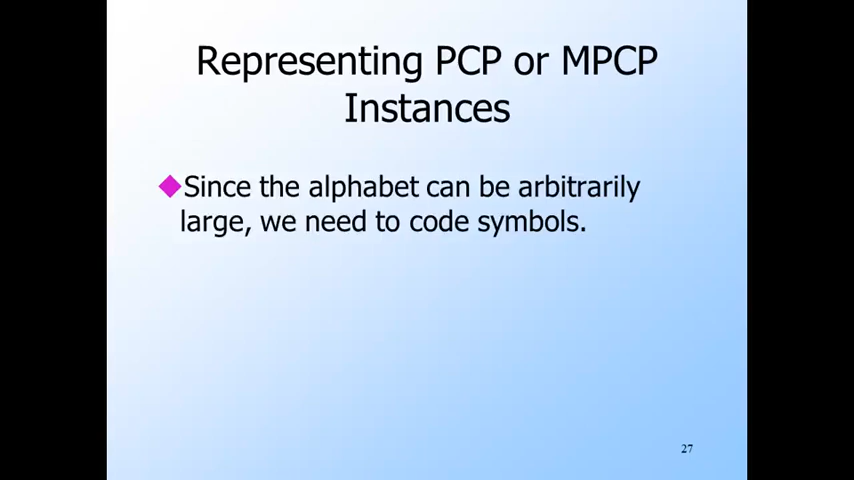 Representing PCP or MPCP
Instances
Since the alphabet can be arbitrarily
large, we need to code symbols.
27